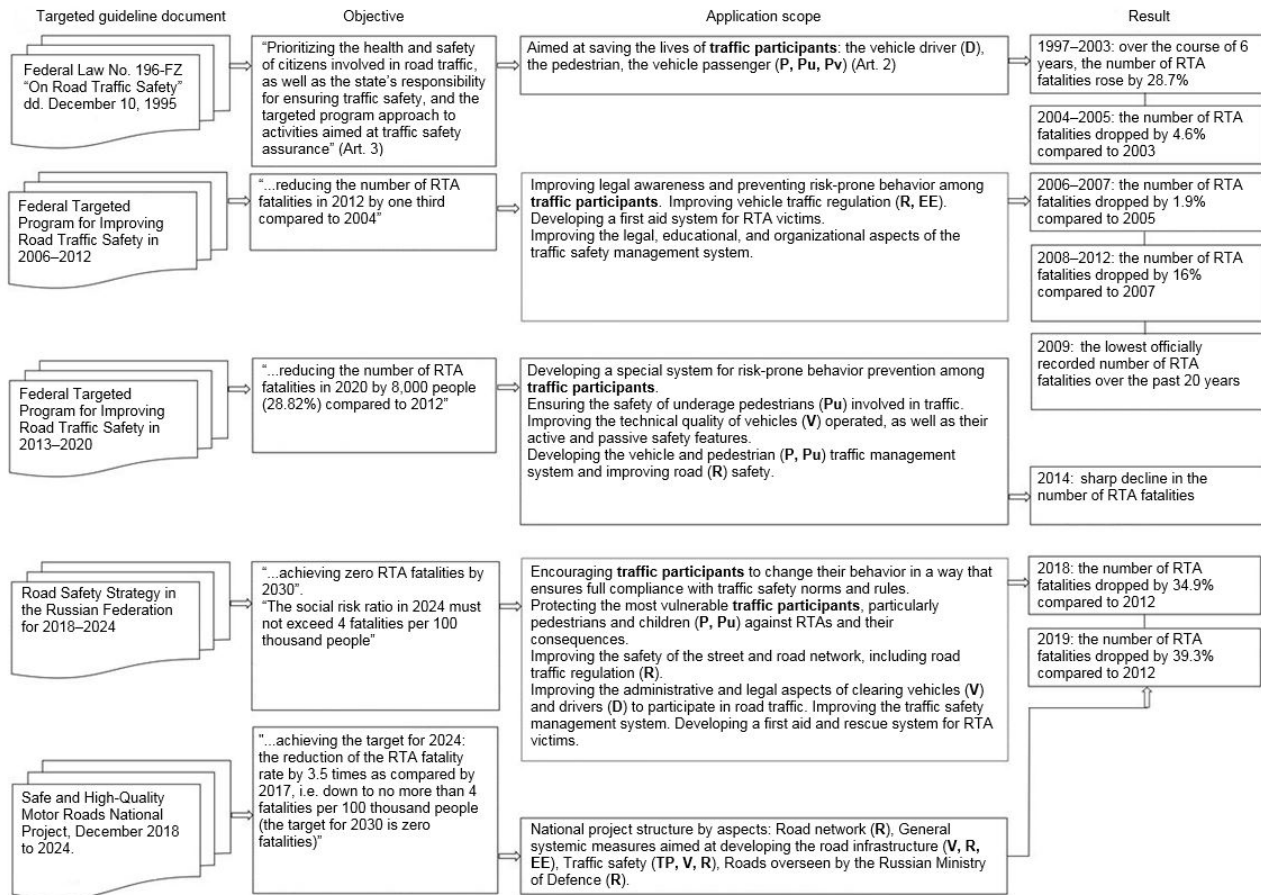 Targeted guideline document
Objective
Application scope
Result
Federal Law No. 196-FZ
“On Road Traffic Safety”
dd. December 10, 1995
“Prioritizing the health and safety
of citizens involved in road traffic,
as well as the state’s responsibility
for ensuring traffic safety, and the
targeted program approach to
activities aimed at traffic safety
assurance” (Art. 3)
Aimed at saving the lives of traffic participants: the vehicle driver (D),
the pedestrian, the vehicle passenger (P, Pu, Pv) (Art. 2)
1997–2003: over the course of 6
years, the number of RTA
fatalities rose by 28.7%
2004–2005: the number of RTA
fatalities dropped by 4.6%
compared to 2003
Federal Targeted
Program for Improving
Road Traffic Safety in
2006–2012
“...reducing the number of RTA
fatalities in 2012 by one third
compared to 2004”
Improving legal awareness and preventing risk-prone behavior among
traffic participants. Improving vehicle traffic regulation (R, EE).
Developing a first aid system for RTA victims.
Improving the legal, educational, and organizational aspects of the
traffic safety management system.
2006–2007: the number of RTA
fatalities dropped by 1.9%
compared to 2005
2008–2012: the number of RTA
fatalities dropped by 16%
compared to 2007
2009: the lowest officially
recorded number of RTA
fatalities over the past 20 years
Federal Targeted
Program for Improving
Road Traffic Safety in
2013–2020
“...reducing the number of RTA
fatalities in 2020 by 8,000 people
(28.82%) compared to 2012”
Developing a special system for risk-prone behavior prevention among
traffic participants.
Ensuring the safety of underage pedestrians (Pu) involved in traffic.
Improving the technical quality of vehicles (V) operated, as well as their
active and passive safety features.
Developing the vehicle and pedestrian (P, Pu) traffic management
system and improving road (R) safety.
2014: sharp decline in the
number of RTA fatalities
Road Safety Strategy in
the Russian Federation
for 2018–2024
“...achieving zero RTA fatalities by
2030”.
“The social risk ratio in 2024 must
not exceed 4 fatalities per 100
thousand people”
Encouraging traffic participants to change their behavior in a way that
ensures full compliance with traffic safety norms and rules.
Protecting the most vulnerable traffic participants, particularly
pedestrians and children (P, Pu) against RTAs and their
consequences.
Improving the safety of the street and road network, including road
traffic regulation (R).
Improving the administrative and legal aspects of clearing vehicles (V)
and drivers (D) to participate in road traffic. Improving the traffic safety
management system. Developing a first aid and rescue system for RTA
victims.
2018: the number of RTA
fatalities dropped by 34.9%
compared to 2012
2019: the number of RTA
fatalities dropped by 39.3%
compared to 2012
Safe and High-Quality
Motor Roads National
Project, December 2018
to 2024.
"...achieving the target for 2024:
the reduction of the RTA fatality
rate by 3.5 times as compared by
2017, i.e. down to no more than 4
fatalities per 100 thousand people
(the target for 2030 is zero
fatalities)”
National project structure by aspects: Road network (R), General
systemic measures aimed at developing the road infrastructure (V, R,
EE), Traffic safety (TP, V, R), Roads overseen by the Russian Ministry
of Defence (R).